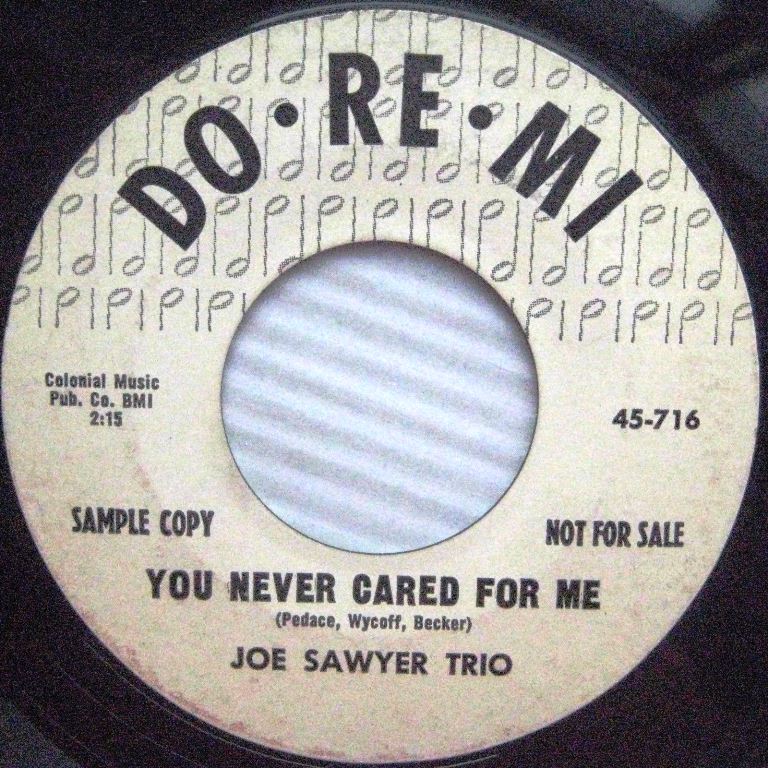 DO·RE·MI
Colonial Music
Pub. Co. BMI
2:15
45-716
SAMPLE COPY
NOT FOR SALE
YOU NEVER CARED FOR ME
(Pedace, Wycoff, Becker)
JOE SAWYER TRIO